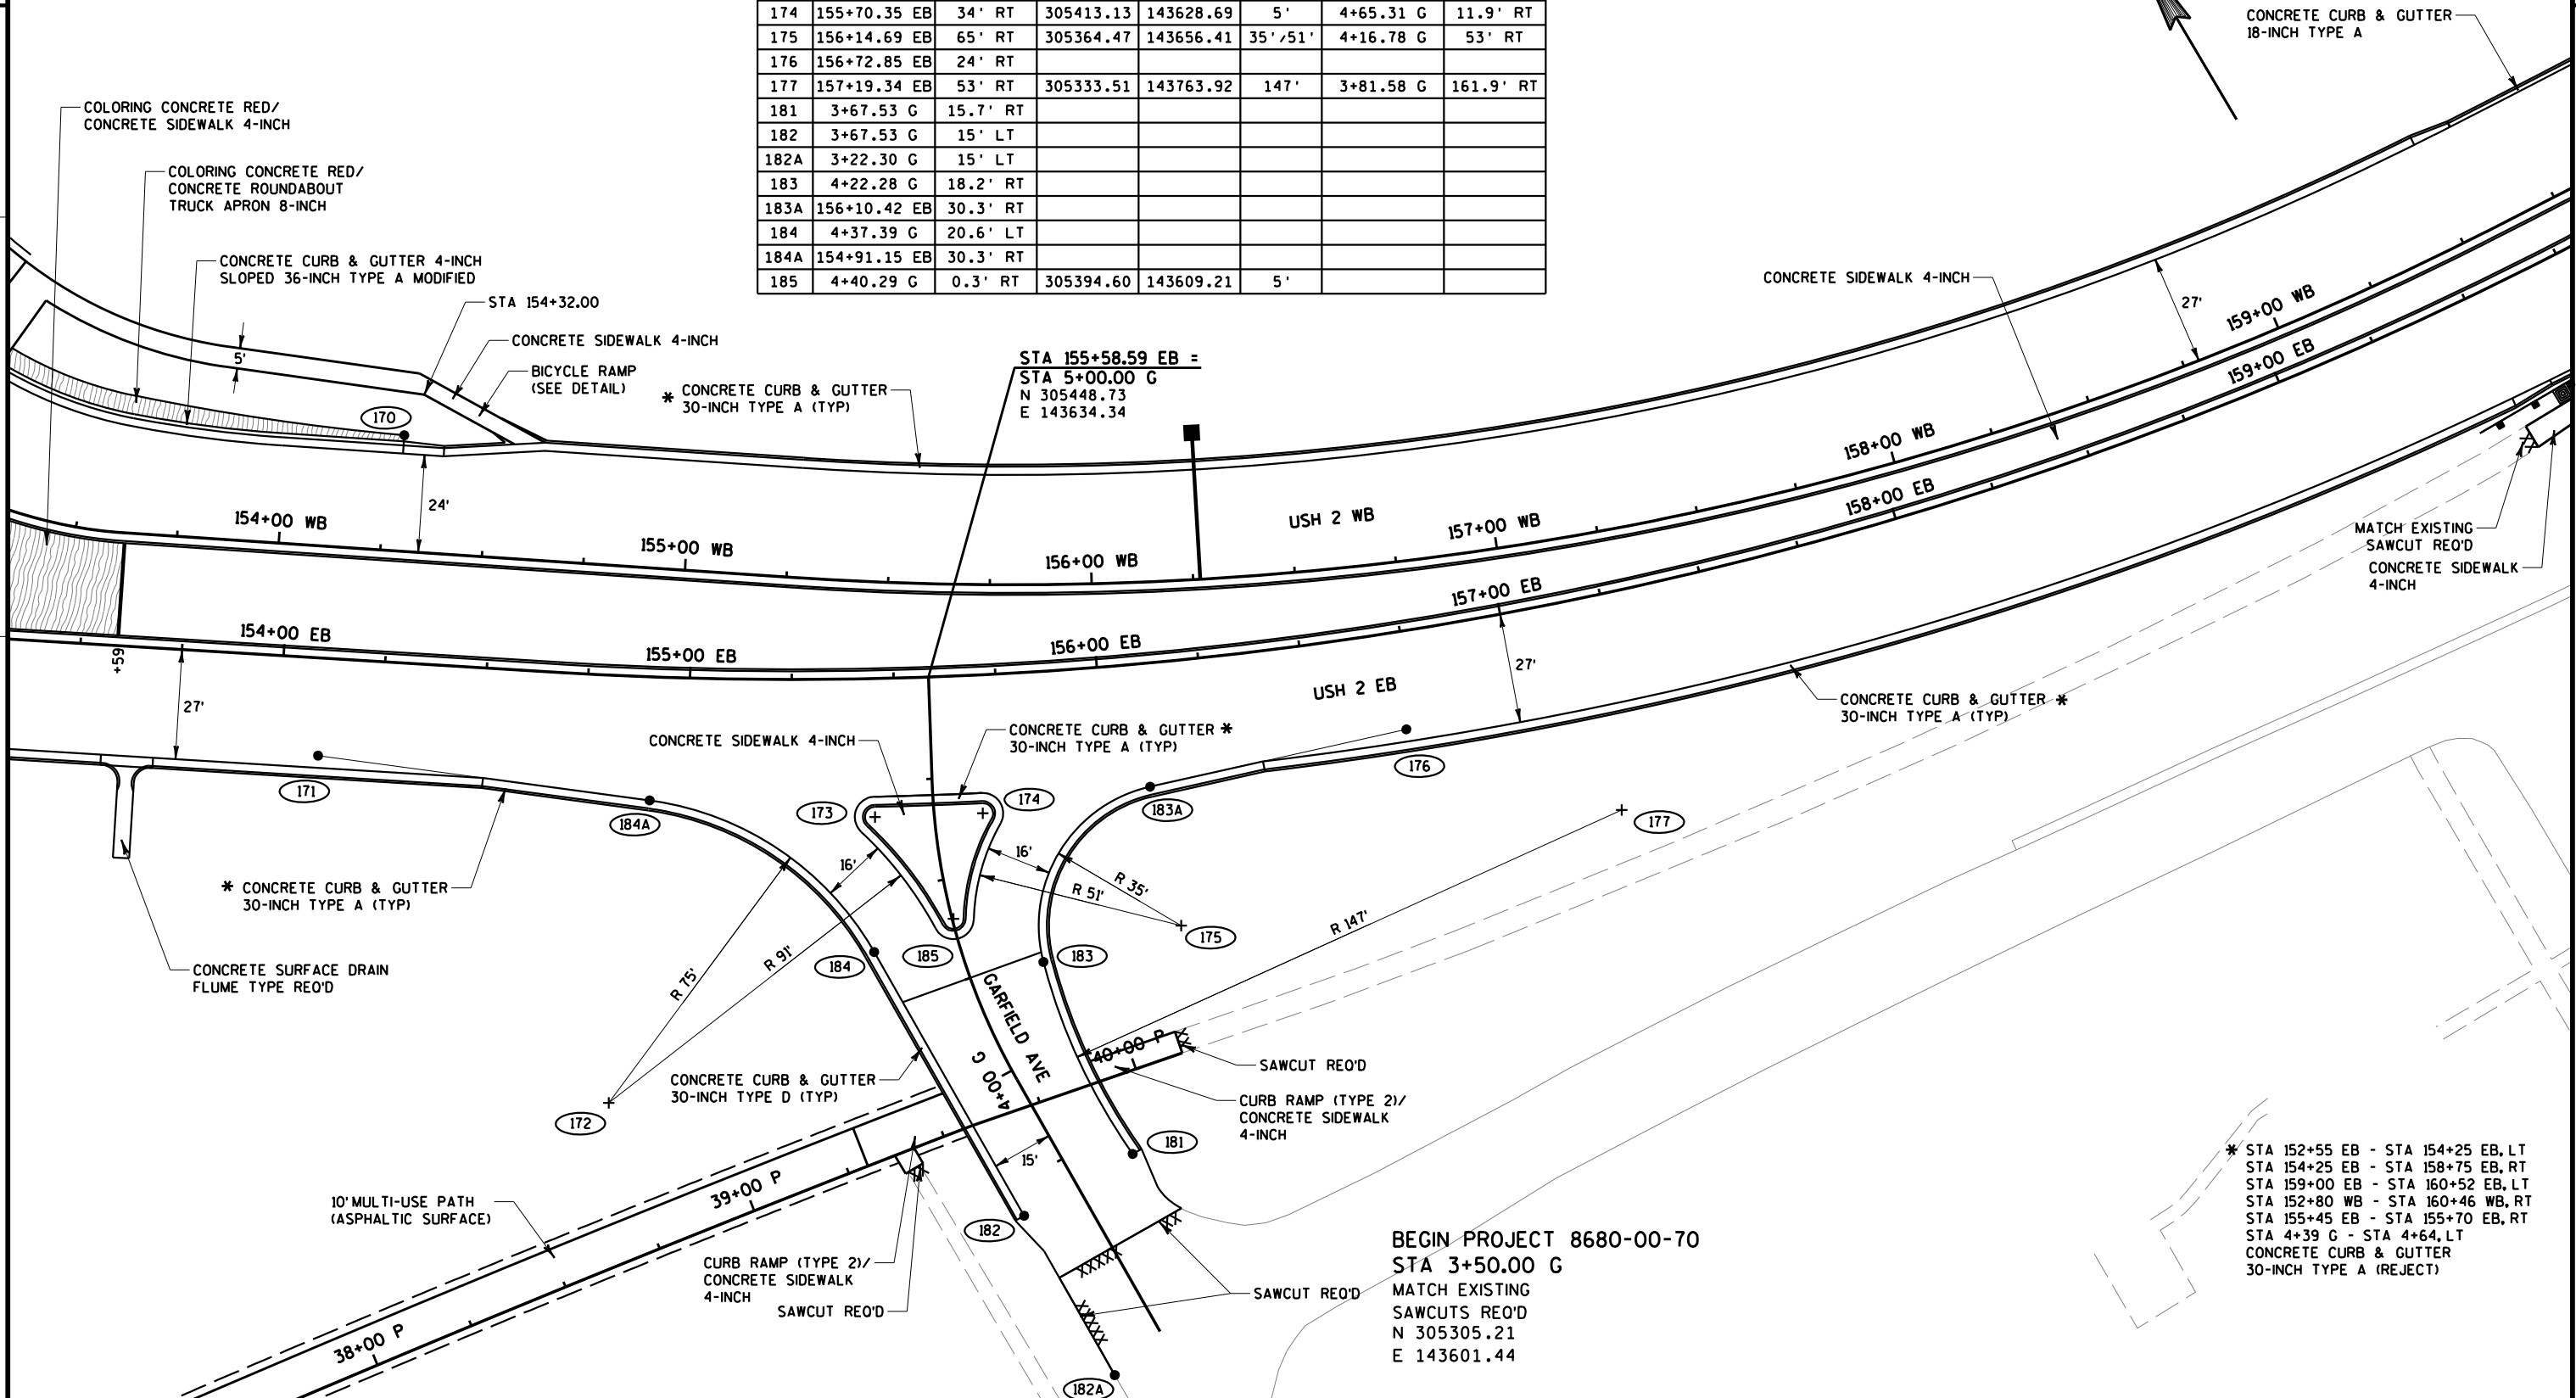 174 155+70.35 EB 34' RT 305413.13 143628.69 5' 4+65.31 G 11.9' RT
175 156+14.69 EB 65' RT 305364.47 143656.41 35'/51' 4+16.78 G 53' RT
176 156+72.85 EB 24' RT
177 157+19.34 EB 53' RT 305333.51 143763.92 147' 3+81.58 G 161.9' RT
181 3+67.53 G 15.7' RT
182 3+67.53 G 15' LT
182A 3+22.30 G 15' LT
183 4+22.28 G 18.2' RT
183A 156+10.42 EB 30.3' RT
184 4+37.39 G 20.6' LT
184A 154+91.15 EB 30.3' RT
185 4+40.29 G 0.3' RT 305394.60 143609.21 5'
CONCRETE CURB & GUTTER
18-INCH TYPE A
COLORING CONCRETE RED/
CONCRETE SIDEWALK 4-INCH
COLORING CONCRETE RED/
CONCRETE ROUNDABOUT
TRUCK APRON 8-INCH
CONCRETE CURB & GUTTER 4-INCH
SLOPED 36-INCH TYPE A MODIFIED
STA 154+32.00
CONCRETE SIDEWALK 4-INCH
BICYCLE RAMP
(SEE DETAIL)
5'
170
* CONCRETE CURB & GUTTER
30-INCH TYPE A (TYP)
STA 155+58.59 EB =
STA 5+00.00 G
N 305448.73
E 143634.34
CONCRETE SIDEWALK 4-INCH
27'
159+00 WB
159+00 EB
24'
154+00 WB
155+00 WB
156+00 WB
USH 2 WB
157+00 WB
158+00 WB
158+00 EB
MATCH EXISTING
SAWCUT REQ'D
CONCRETE SIDEWALK
4-INCH
154+00 EB
155+00 EB
156+00 EB
157+00 EB
+59
27'
27'
USH 2 EB
CONCRETE CURB & GUTTER *
30-INCH TYPE A (TYP)
CONCRETE SIDEWALK 4-INCH
CONCRETE CURB & GUTTER *
30-INCH TYPE A (TYP)
171
184A
173
174
183A
176
177
16'
16'
R 51'
R 35'
* CONCRETE CURB & GUTTER
30-INCH TYPE A (TYP)
CONCRETE SURFACE DRAIN
FLUME TYPE REQ'D
R 75'
R 91'
184
185
183
175
R 147'
GARFIELD AVE
4+00 G
40+00 P
SAWCUT REQ'D
CONCRETE CURB & GUTTER
30-INCH TYPE D (TYP)
CURB RAMP (TYPE 2)/
CONCRETE SIDEWALK
4-INCH
172
181
15'
39+00 P
10' MULTI-USE PATH
(ASPHALTIC SURFACE)
182
CURB RAMP (TYPE 2)/
CONCRETE SIDEWALK
4-INCH
SAWCUT REQ'D
SAWCUT REQ'D
38+00 P
182A
BEGIN PROJECT 8680-00-70
STA 3+50.00 G
MATCH EXISTING
SAWCUTS REQ'D
N 305305.21
E 143601.44
* STA 152+55 EB - STA 154+25 EB, LT
STA 154+25 EB - STA 158+75 EB, RT
STA 159+00 EB - STA 160+52 EB, LT
STA 152+80 WB - STA 160+46 WB, RT
STA 155+45 EB - STA 155+70 EB, RT
STA 4+39 G - STA 4+64, LT
CONCRETE CURB & GUTTER
30-INCH TYPE A (REJECT)